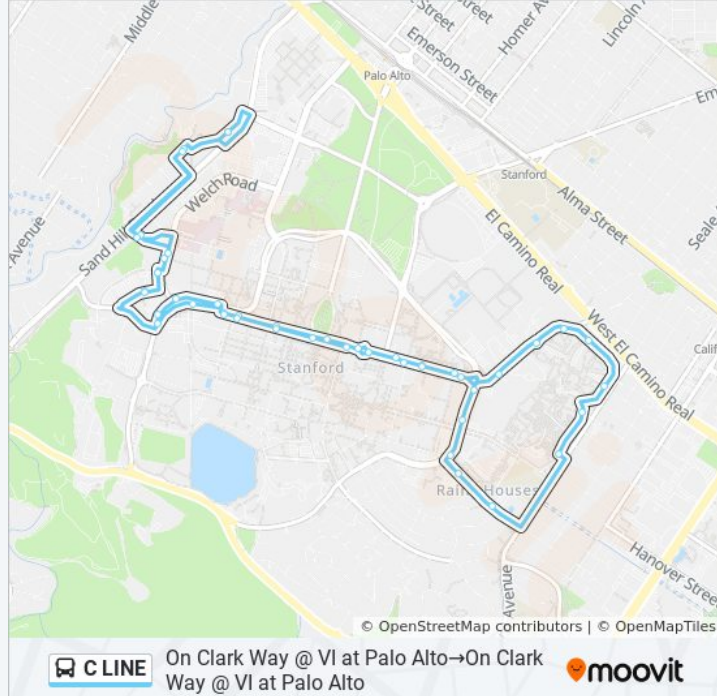 Middle
Lincoln A
Street
Street
Homer Av
Emerson Street
Palo Alto
Em
Stanford
Alma Street
Seale
Welch Road
Avenue
Sand Hil
El Camino Real
West El Camino Real
Calif
Stanford
Rain Houses
Hanover Street
Avenue
© OpenStreetMap contributors | © OpenMapTiles
C LINE
On Clark Way @ VI at Palo Alto→On Clark
Way @ VI at Palo Alto
moovit